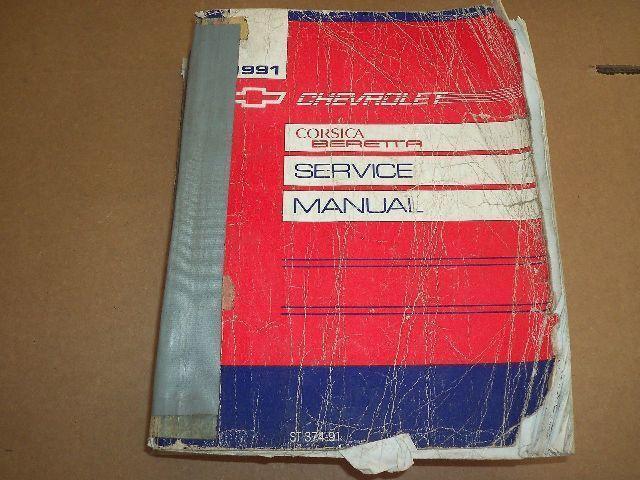 1991
CHEVROLET
CORSICA
BERETTA
SERVICE
MANUAL
ST 374-91